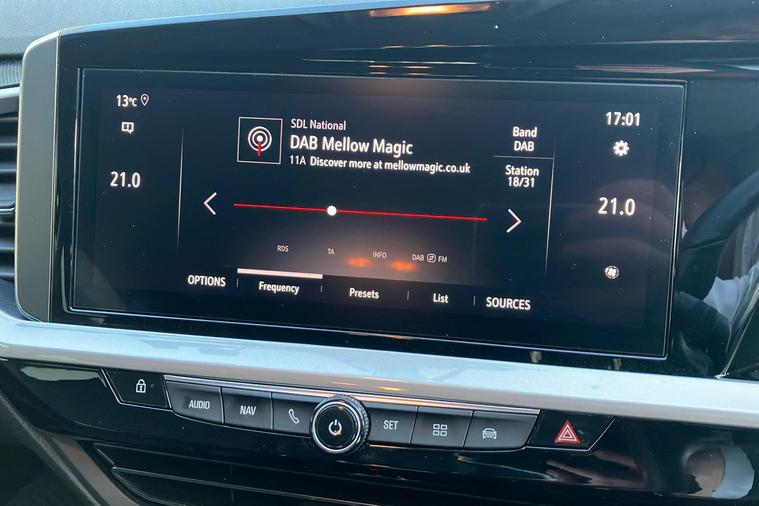 13°C
17:01
SDL National
DAB Mellow Magic
11A Discover more at mellowmagic.co.uk
Band
DAB
Station
18/31
21.0
21.0
RDS TA INFO DAB FM
OPTIONS Frequency Presets List SOURCES
AUDIO NAV SET